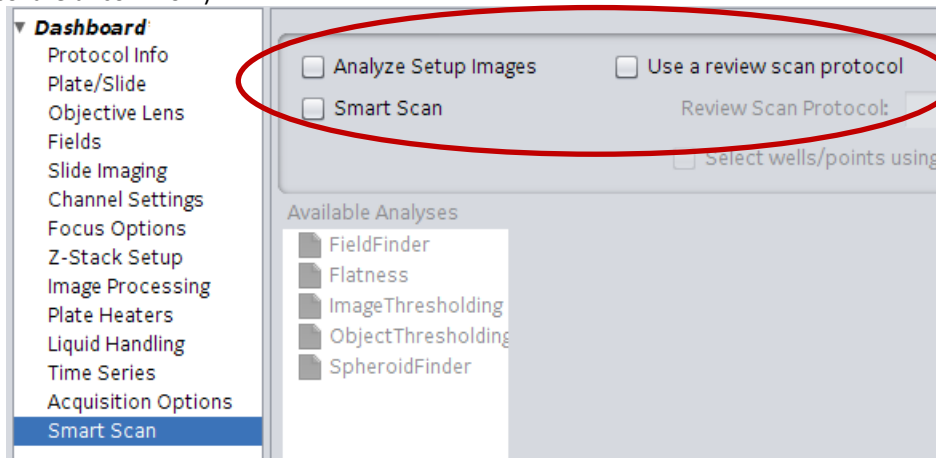 Dashboard
Protocol Info
Plate/Slide
Objective Lens
Fields
Slide Imaging
Channel Settings
Focus Options
Z-Stack Setup
Image Processing
Plate Heaters
Liquid Handling
Time Series
Acquisition Options
Smart Scan
Analyze Setup Images Use a review scan protocol
Smart Scan Review Scan Protocol:
Select wells/points using
Available Analyses
FieldFinder
Flatness
ImageThresholding
ObjectThresholding
SpheroidFinder